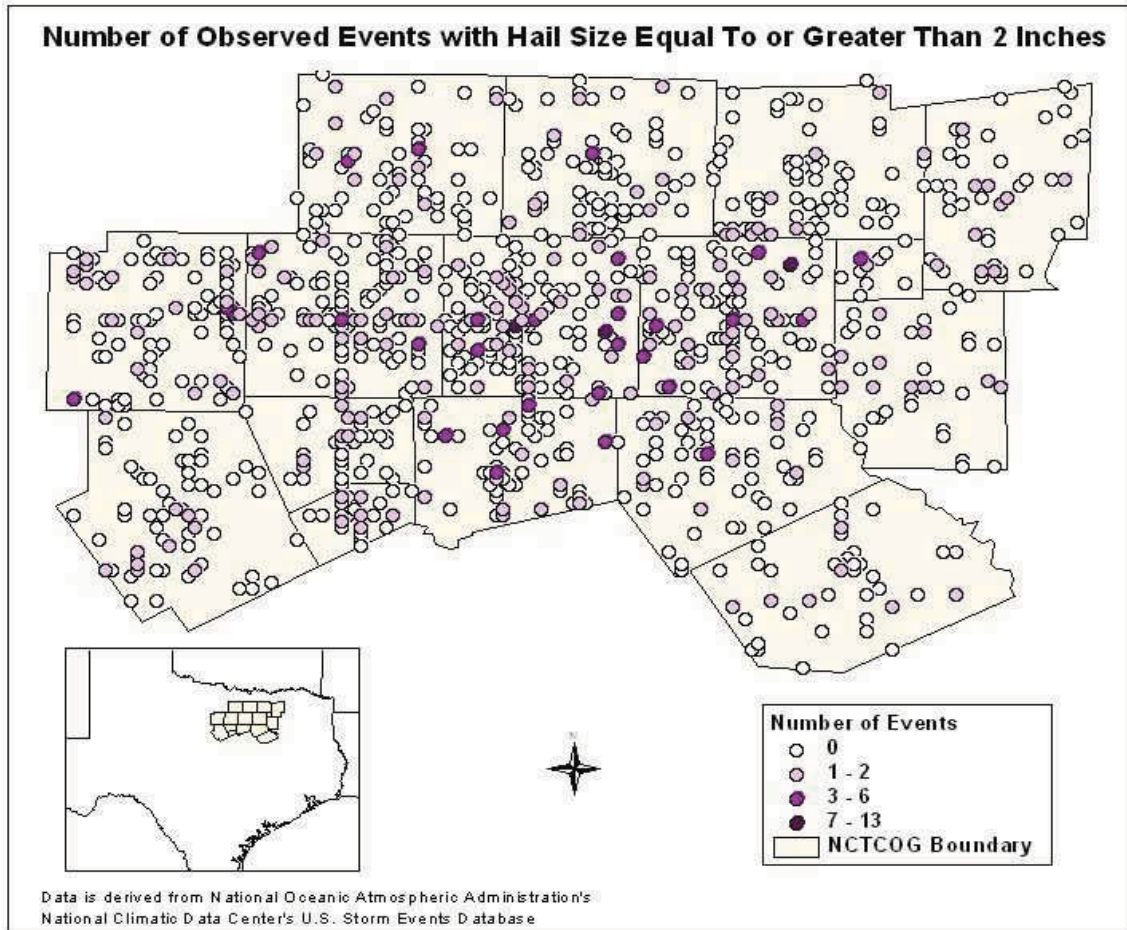 Number of Observed Events with Hail Size Equal To or Greater Than 2 Inches
N
Number of Events
0
1 - 2
3 - 6
7 - 13
NCTCOG Boundary
Data is derived from National Oceanic Atmospheric Administration's
National Climatic Data Center's U.S. Storm Events Database